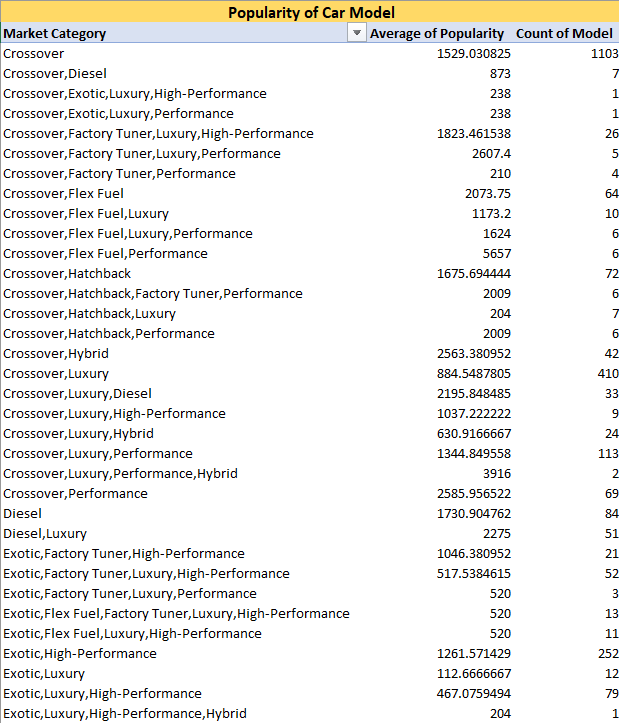 Popularity of Car Model
Market Category Average of Popularity Count of Model
Crossover 1529.030825 1103
Crossover,Diesel 873 7
Crossover,Exotic,Luxury,High-Performance 238 1
Crossover,Exotic,Luxury,Performance 238 1
Crossover,Factory Tuner,Luxury,High-Performance 1823.461538 26
Crossover,Factory Tuner,Luxury,Performance 2607.4 5
Crossover,Factory Tuner,Performance 210 4
Crossover,Flex Fuel 2073.75 64
Crossover,Flex Fuel,Luxury 1173.2 10
Crossover,Flex Fuel,Luxury,Performance 1624 6
Crossover,Flex Fuel,Performance 5657 6
Crossover,Hatchback 1675.694444 72
Crossover,Hatchback,Factory Tuner,Performance 2009 6
Crossover,Hatchback,Luxury 204 7
Crossover,Hatchback,Performance 2009 6
Crossover,Hybrid 2563.380952 42
Crossover,Luxury 884.5487805 410
Crossover,Luxury,Diesel 2195.848485 33
Crossover,Luxury,High-Performance 1037.222222 9
Crossover,Luxury,Hybrid 630.9166667 24
Crossover,Luxury,Performance 1344.849558 113
Crossover,Luxury,Performance,Hybrid 3916 2
Crossover,Performance 2585.956522 69
Diesel 1730.904762 84
Diesel,Luxury 2275 51
Exotic,Factory Tuner,High-Performance 1046.380952 21
Exotic,Factory Tuner,Luxury,High-Performance 517.5384615 52
Exotic,Factory Tuner,Luxury,Performance 520 3
Exotic,Flex Fuel,Factory Tuner,Luxury,High-Performance 520 13
Exotic,Flex Fuel,Luxury,High-Performance 520 11
Exotic,High-Performance 1261.571429 252
Exotic,Luxury 112.6666667 12
Exotic,Luxury,High-Performance 467.0759494 79
Exotic,Luxury,High-Performance,Hybrid 204 1